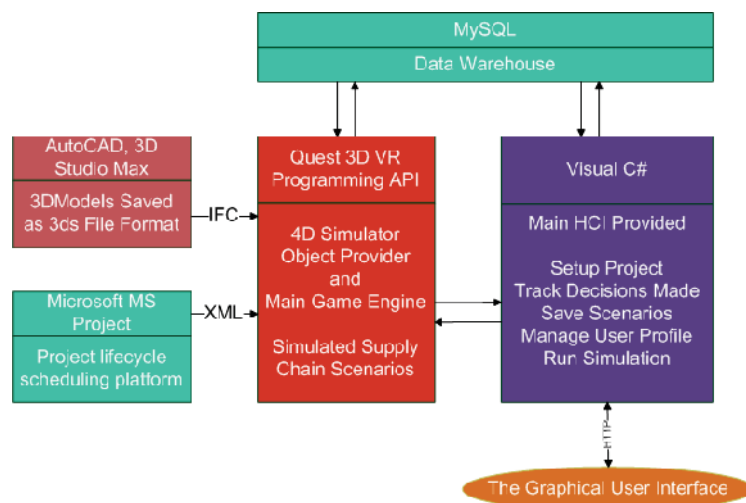 MySQL
Data Warehouse
AutoCAD, 3D
Studio Max
3DModels Saved
as 3ds File Format
IFC
Microsoft MS
Project
Project lifecycle
scheduling platform
XML
Quest 3D VR
Programming API
4D Simulator
Object Provider
and
Main Game Engine
Simulated Supply
Chain Scenarios
Visual C#
Main HCI Provided
Setup Project
Track Decisions Made
Save Scenarios
Manage User Profile
Run Simulation
HTTP
The Graphical User Interface